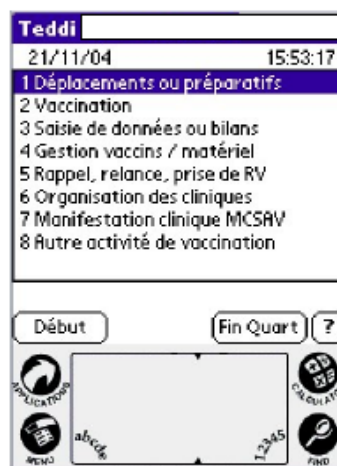 Teddi
21/11/04 15:53:17
1 Déplacements ou préparatifs
2 Vaccination
3 Saisie de données ou bilans
4 Gestion vaccins / matériel
5 Rappel, relance, prise de RV
6 Organisation des cliniques
7 Manifestation clinique MCSAV
8 Autre activité de vaccination
Début Fin Quart ?
APPLICATIONS CALCULATOR
abcde 12345
MENU FIND